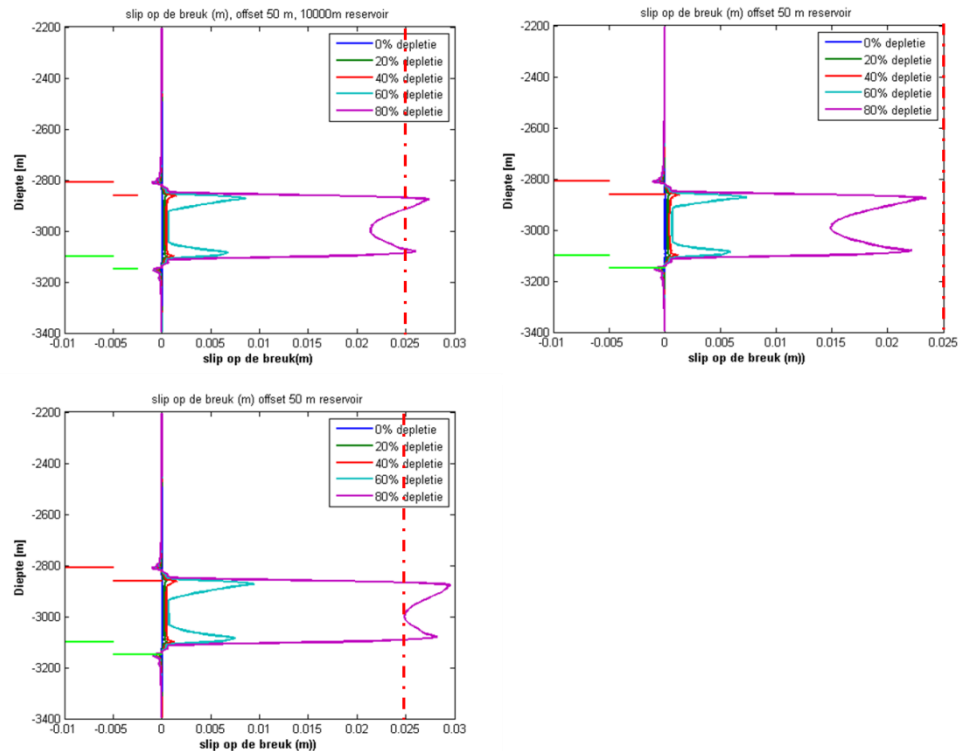 slip op de breuk (m), offset 50 m, 10000m reservoir
-2200
-2400
-2600
-2800
-3000
-3200
-3400
Diepte [m]
0% depletie
20% depletie
40% depletie
60% depletie
80% depletie
-0.01
-0.005
0
0.005
0.01
0.015
0.02
0.025
0.03
slip op de breuk(m)
slip op de breuk (m) offset 50 m reservoir
-2200
-2400
-2600
-2800
-3000
-3200
-3400
Diepte [m]
0% depletie
20% depletie
40% depletie
60% depletie
80% depletie
-0.01
-0.005
0
0.005
0.01
0.015
0.02
0.025
slip op de breuk (m))
slip op de breuk (m) offset 50 m reservoir
-2200
-2400
-2600
-2800
-3000
-3200
-3400
Diepte [m]
0% depletie
20% depletie
40% depletie
60% depletie
80% depletie
-0.01
-0.005
0
0.005
0.01
0.015
0.02
0.025
0.03
slip op de breuk (m))